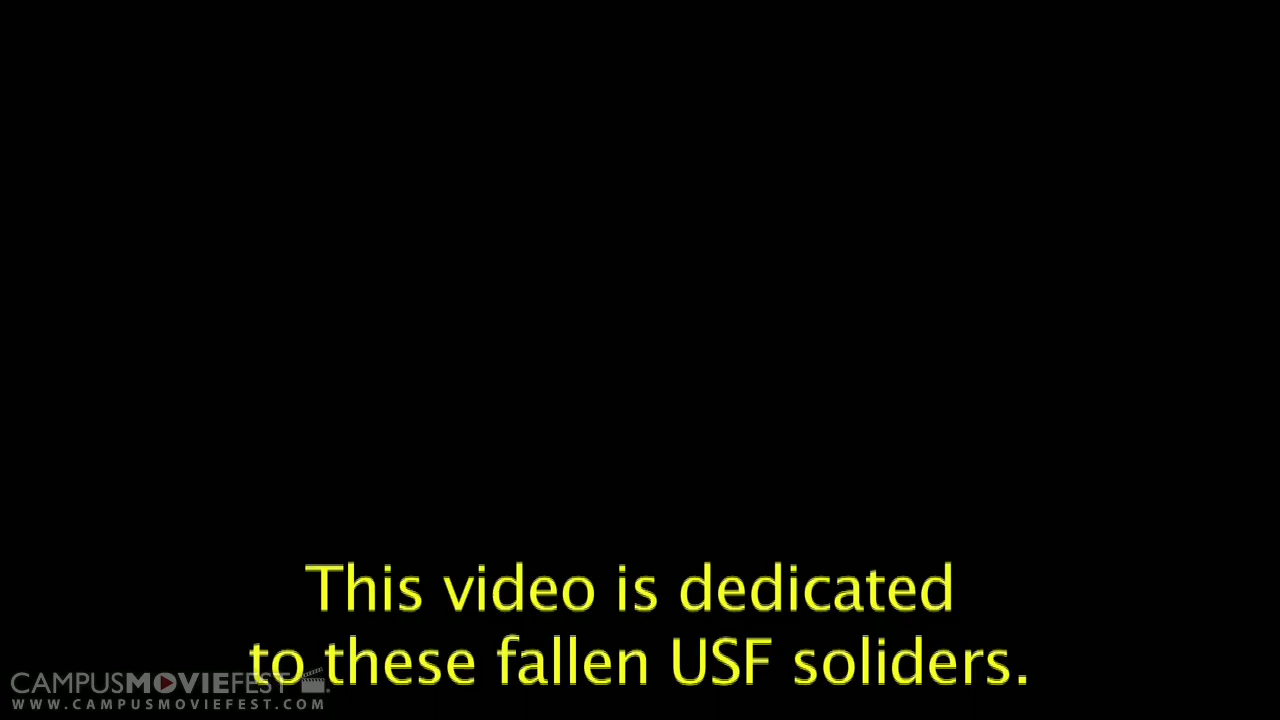 This video is dedicated
to these fallen USF soliders.
CAMPUSMOVIEFEST
WWW.CAMPUSMOVIEFEST.COM